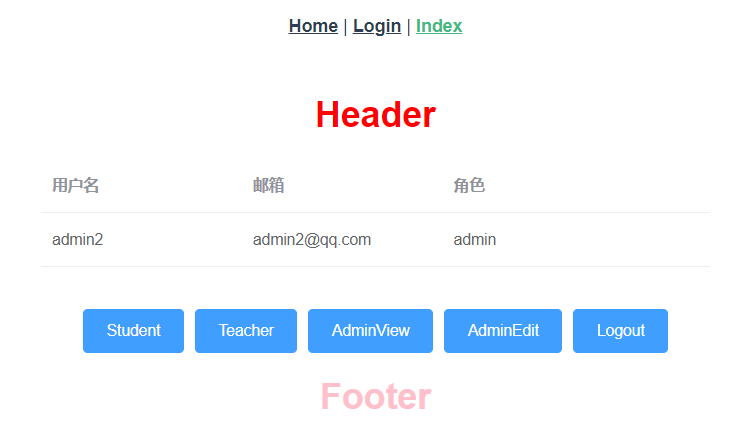 Home | Login | Index
Header
用户名 邮箱 角色
admin2 admin2@qq.com admin
Student Teacher AdminView AdminEdit Logout
Footer